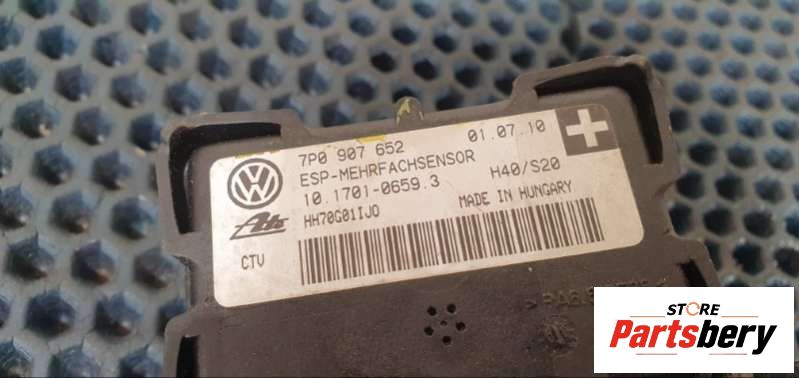 7P0 907 652 01.07.10
ESP-MEHRFACHSENSOR
10.1701-0659.3 H40/S20
HH70G01IJ0 MADE IN HUNGARY
Ate
CTV
STORE
Partsbery